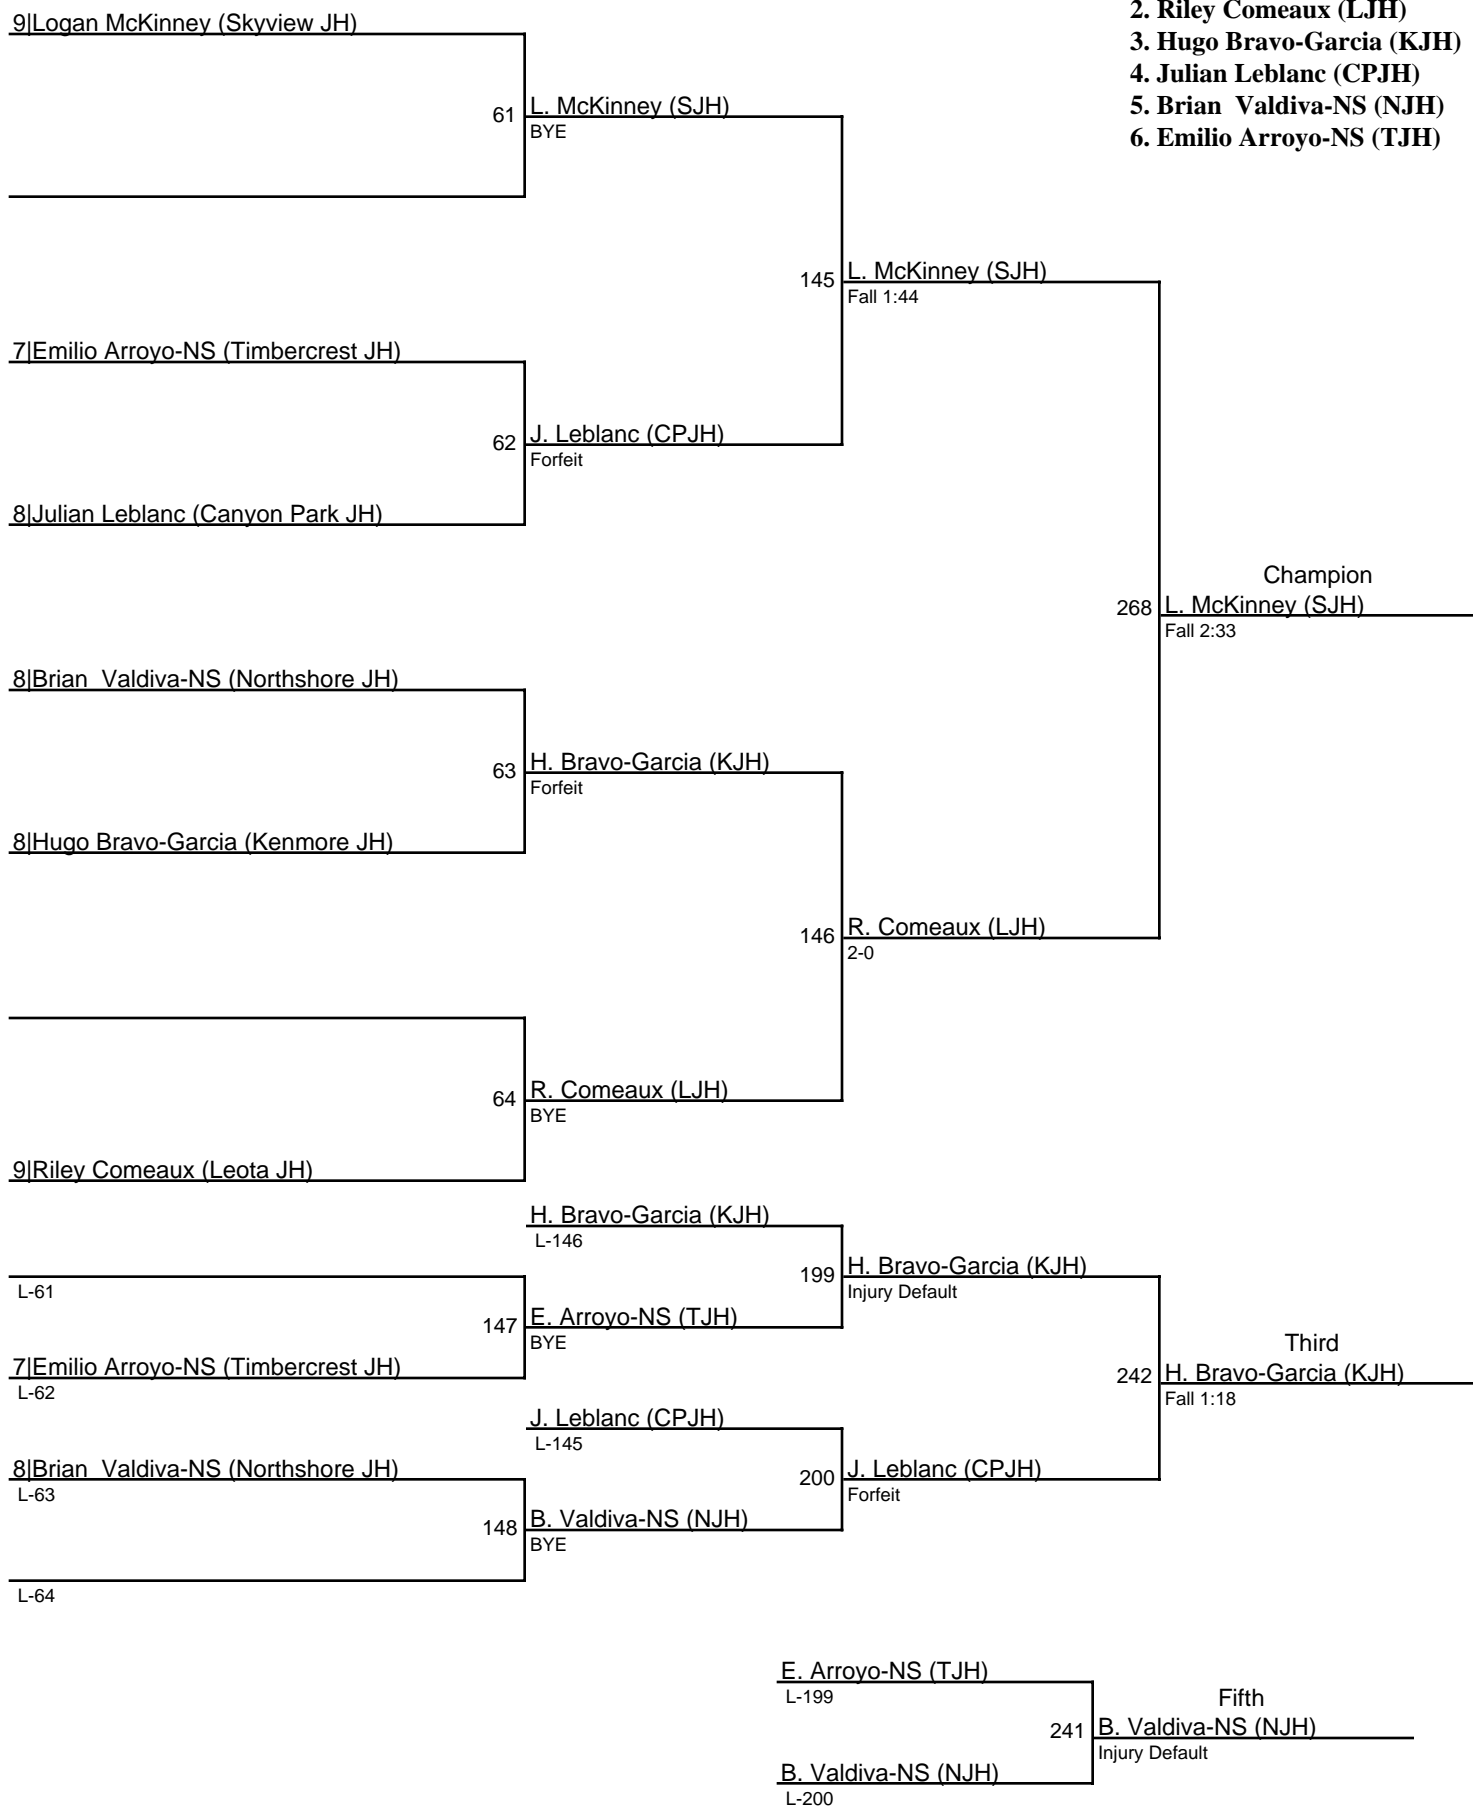 9|Logan McKinney (Skyview JH)
2. Riley Comeaux (LJH)
3. Hugo Bravo-Garcia (KJH)
4. Julian Leblanc (CPJH)
5. Brian  Valdiva-NS (NJH)
6. Emilio Arroyo-NS (TJH)
61 L. McKinney (SJH)
BYE
145 L. McKinney (SJH)
Fall 1:44
7|Emilio Arroyo-NS (Timbercrest JH)
62 J. Leblanc (CPJH)
Forfeit
8|Julian Leblanc (Canyon Park JH)
Champion
268 L. McKinney (SJH)
Fall 2:33
8|Brian  Valdiva-NS (Northshore JH)
63 H. Bravo-Garcia (KJH)
Forfeit
8|Hugo Bravo-Garcia (Kenmore JH)
146 R. Comeaux (LJH)
2-0
64 R. Comeaux (LJH)
BYE
9|Riley Comeaux (Leota JH)
H. Bravo-Garcia (KJH)
L-146
199 H. Bravo-Garcia (KJH)
Injury Default
L-61
147 E. Arroyo-NS (TJH)
BYE
7|Emilio Arroyo-NS (Timbercrest JH)
L-62
Third
242 H. Bravo-Garcia (KJH)
Fall 1:18
J. Leblanc (CPJH)
L-145
8|Brian  Valdiva-NS (Northshore JH)
L-63
200 J. Leblanc (CPJH)
Forfeit
148 B. Valdiva-NS (NJH)
BYE
L-64
E. Arroyo-NS (TJH)
L-199
Fifth
241 B. Valdiva-NS (NJH)
Injury Default
B. Valdiva-NS (NJH)
L-200